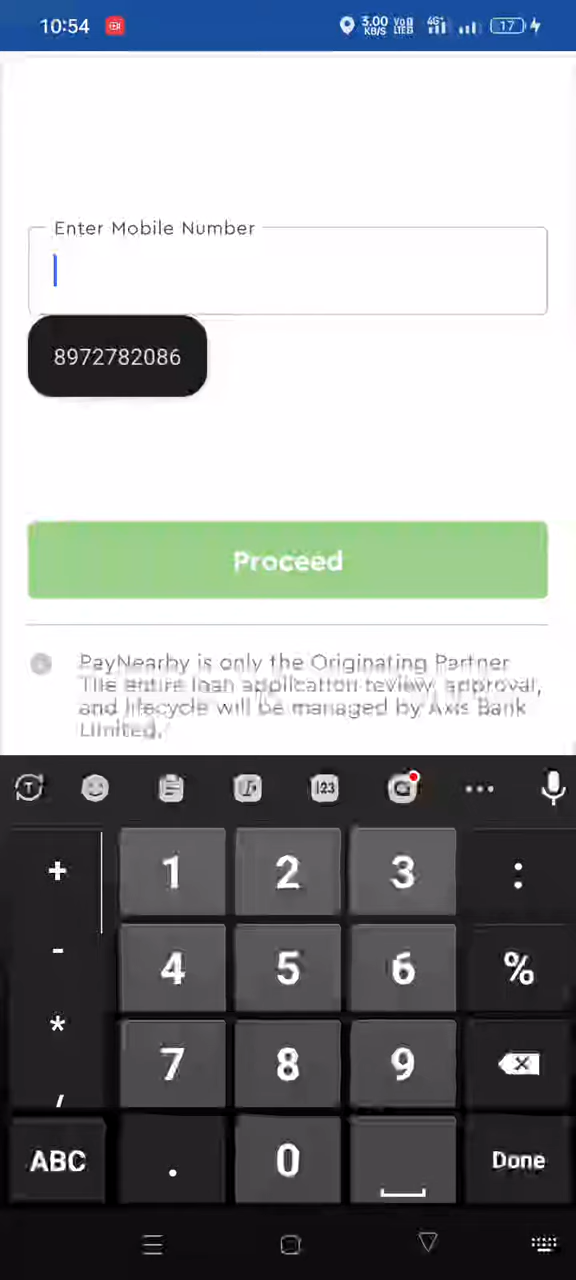 10:54
3.00 KB/S Vo LTE 4G+ 17
Enter Mobile Number
8972782086
Proceed
PayNearby is only the Originating Partner
The entire loan application review, approval,
and lifecycle will be managed by Axis Bank
Limited.
T 123 G ...
+ 1 2 3 :
- 4 5 6 %
* 7 8 9
/
ABC . 0 Done